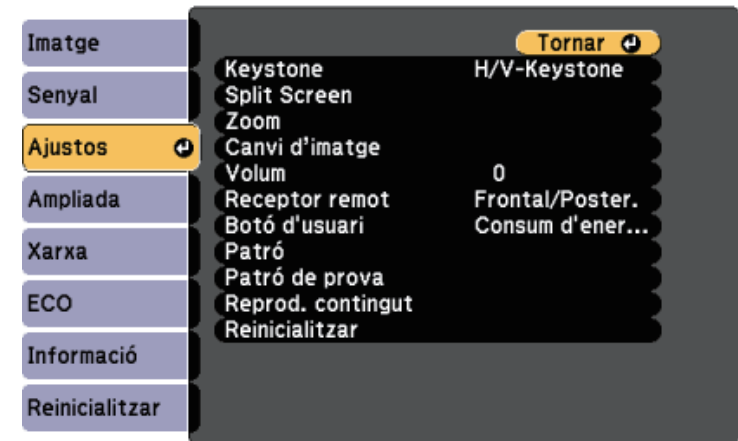 Imatge
Senyal
Ajustos
Ampliada
Xarxa
ECO
Informació
Reinicialitzar
Tornar
Keystone H/V-Keystone
Split Screen
Zoom
Canvi d'imatge
Volum 0
Receptor remot Frontal/Poster.
Botó d'usuari Consum d'ener...
Patró
Patró de prova
Reprod. contingut
Reinicialitzar